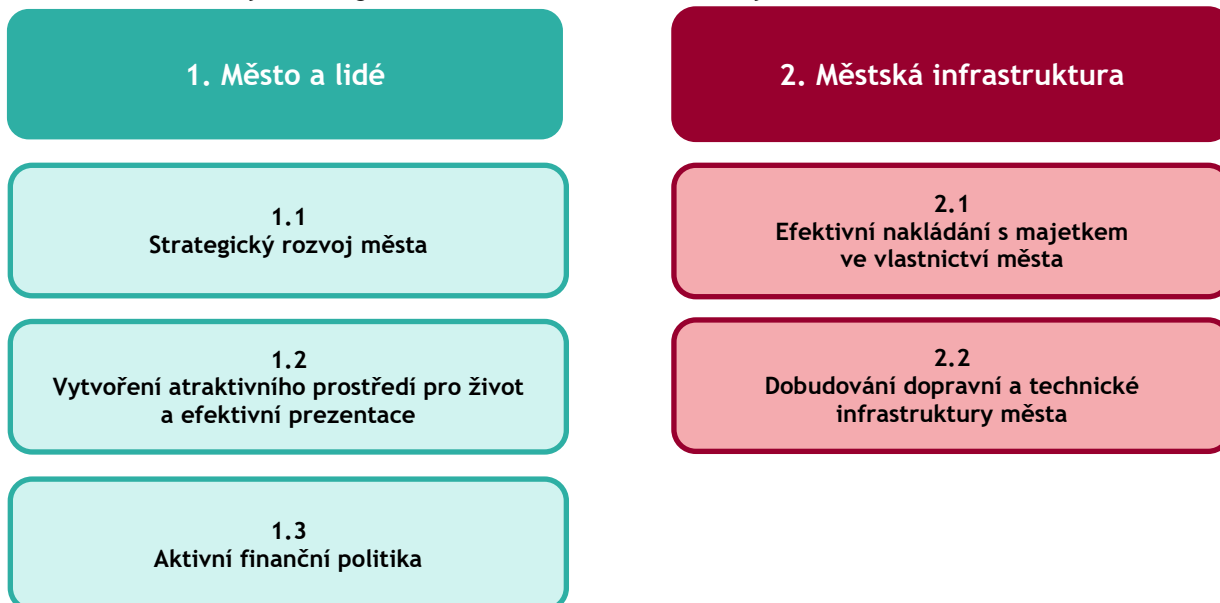 1. Město a lidé
1.1
Strategický rozvoj města
1.2
Vytvoření atraktivního prostředí pro život
a efektivní prezentace
1.3
Aktivní finanční politika
2. Městská infrastruktura
2.1
Efektivní nakládání s majetkem
ve vlastnictví města
2.2
Dobudování dopravní a technické
infrastruktury města